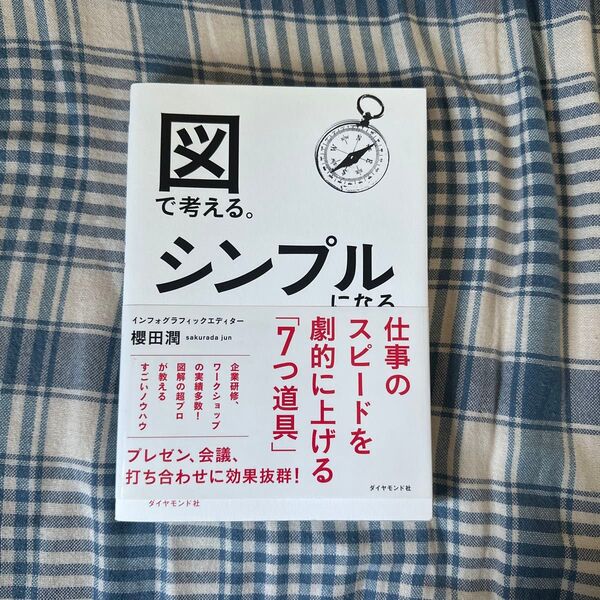 図
で考える。
シンプル
になる
インフォグラフィックエディター
櫻田潤 sakurada jun
仕事の
スピードを
劇的に上げる
「7つ道具」
企業研修、
ワークショップ
の実績多数!
図解の超プロ
が教える
すごいノウハウ
プレゼン、会議、
打ち合わせに効果抜群!
ダイヤモンド社
ダイヤモンド社